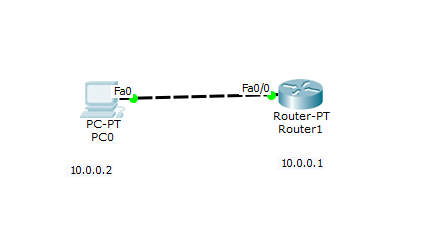 Fa0
Fa0/0
PC-PT
PC0
Router-PT
Router1
10.0.0.2
10.0.0.1